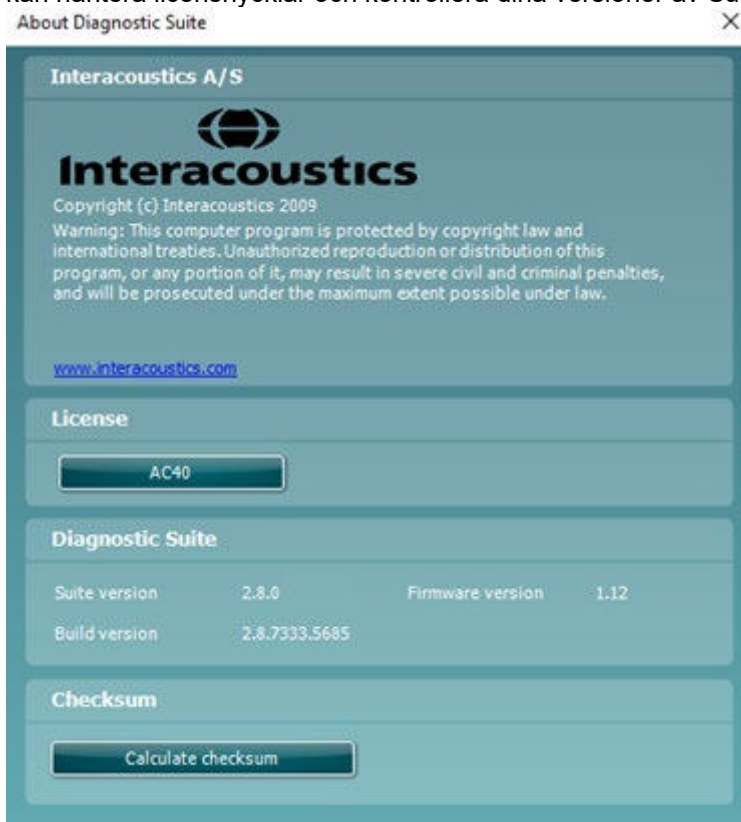 kan hantera licensnycklar och kontrollera dina versioner av Su
About Diagnostic Suite
Interacoustics A/S
Interacoustics
Copyright (c) Interacoustics 2009
Warning: This computer program is protected by copyright law and
international treaties. Unauthorized reproduction or distribution of this
program, or any portion of it, may result in severe civil and criminal penalties,
and will be prosecuted under the maximum extent possible under law.
www.interacoustics.com
License
AC40
Diagnostic Suite
Suite version 2.8.0 Firmware version 1.12
Build version 2.8.7333.5685
Checksum
Calculate checksum